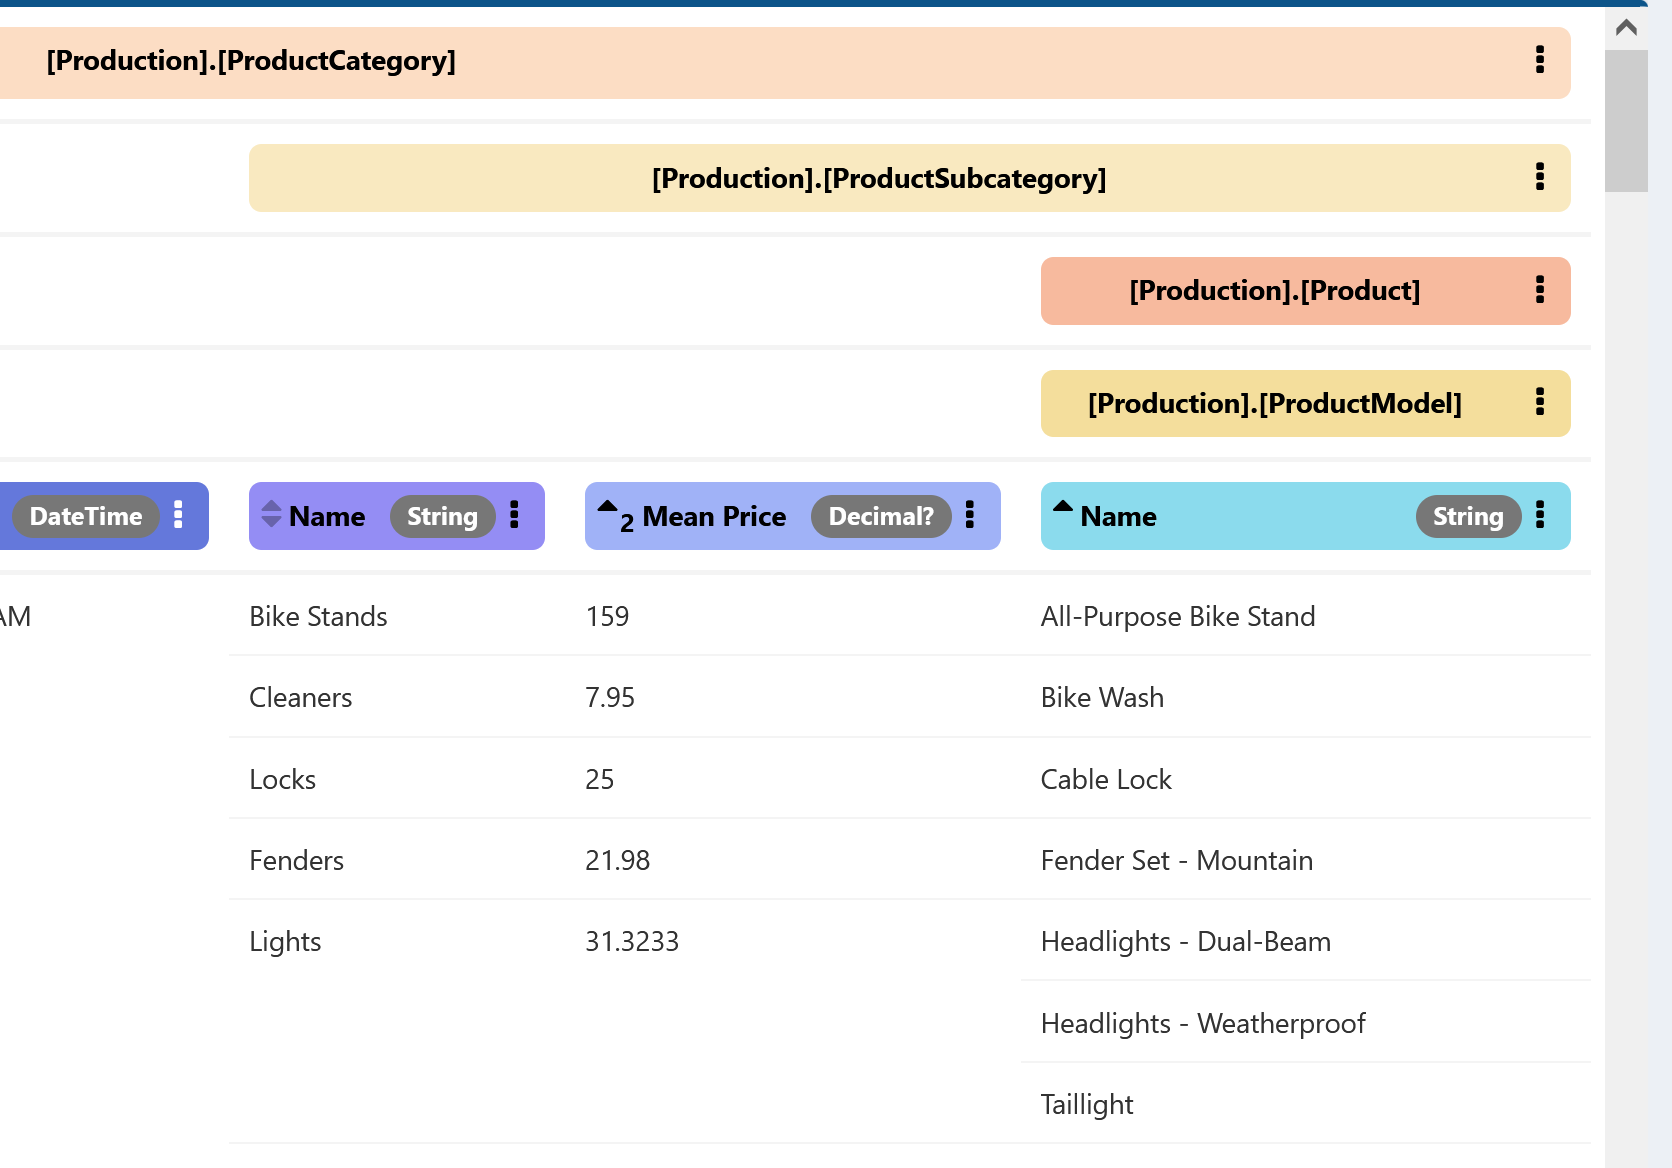 [Production].[ProductCategory]
[Production].[ProductSubcategory]
[Production].[Product]
[Production].[ProductModel]
DateTime Name String 2 Mean Price Decimal? Name String
AM Bike Stands 159 All-Purpose Bike Stand
Cleaners 7.95 Bike Wash
Locks 25 Cable Lock
Fenders 21.98 Fender Set - Mountain
Lights 31.3233 Headlights - Dual-Beam
Headlights - Weatherproof
Taillight